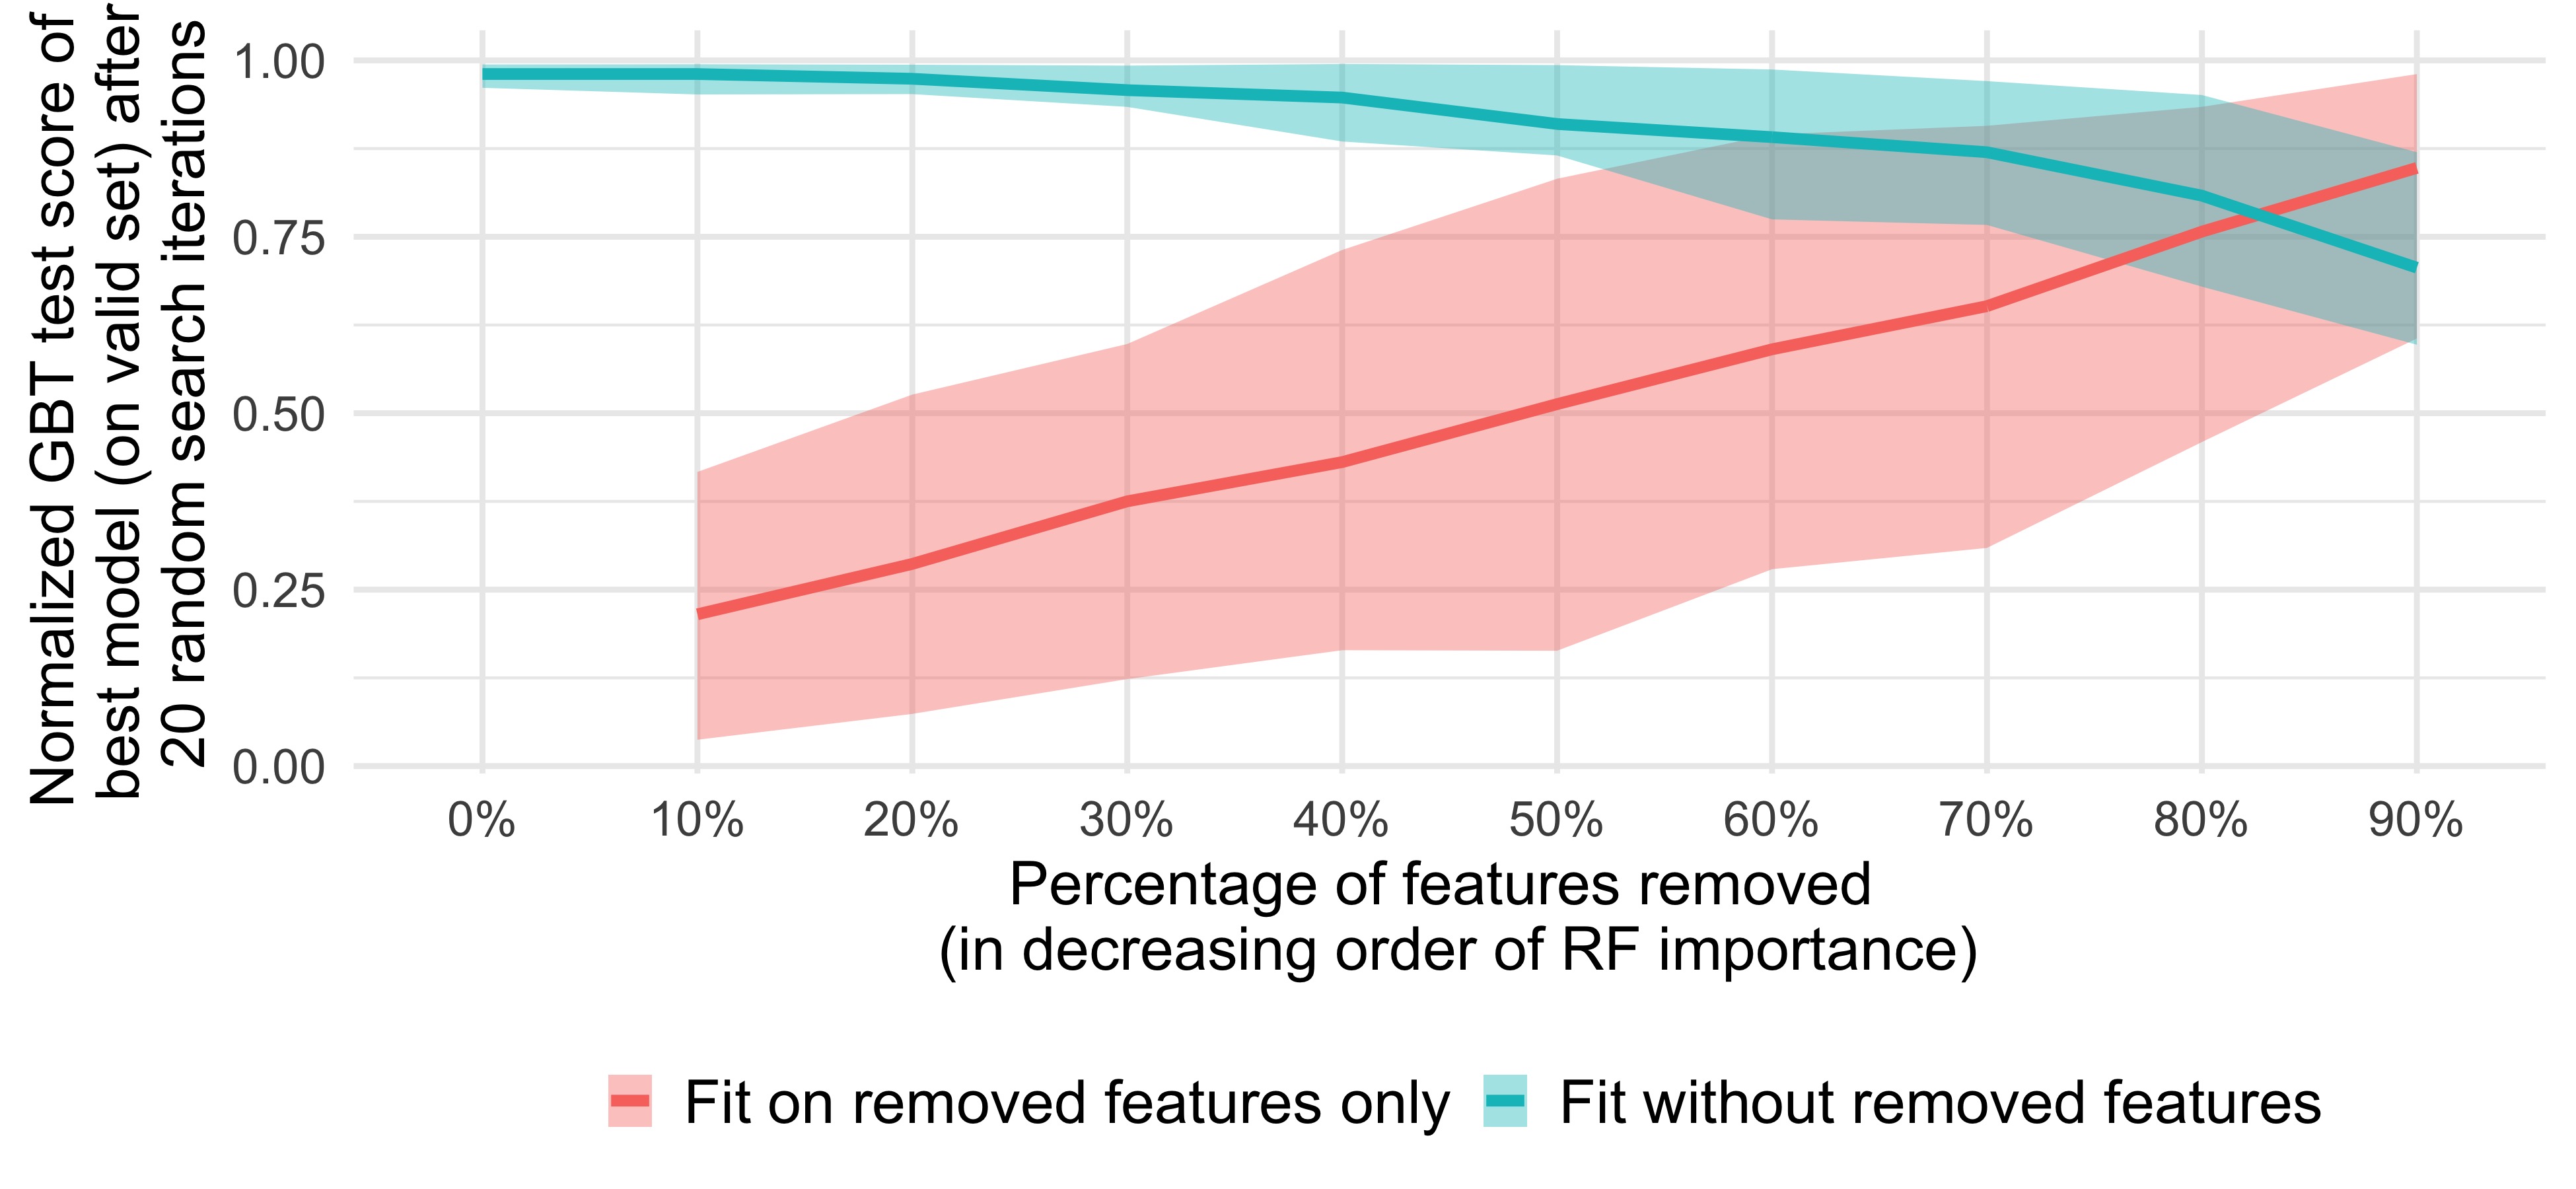 Normalized GBT test score of
best model (on valid set) after
20 random search iterations
1.00
0.75
0.50
0.25
0.00
0% 10% 20% 30% 40% 50% 60% 70% 80% 90%
Percentage of features removed
(in decreasing order of RF importance)
Fit on removed features only Fit without removed features